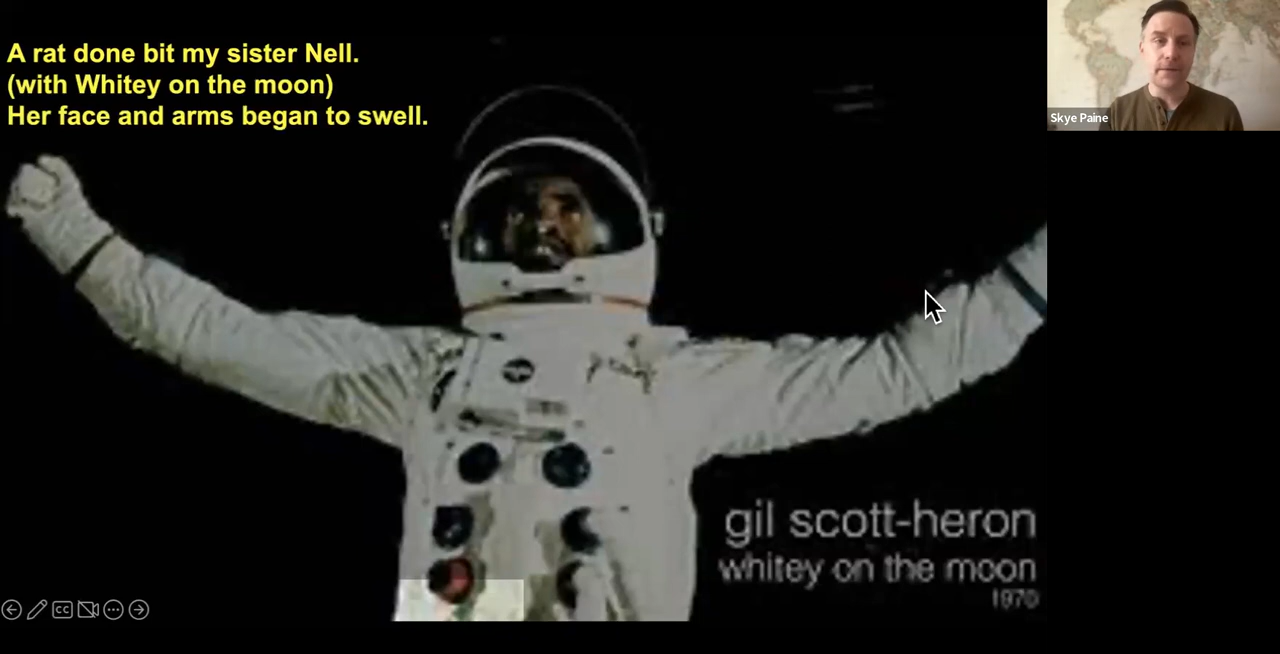 A rat done bit my sister Nell.
(with Whitey on the moon)
Her face and arms began to swell.
Skye Paine
gil scott-heron
whitey on the moon
1970
CC